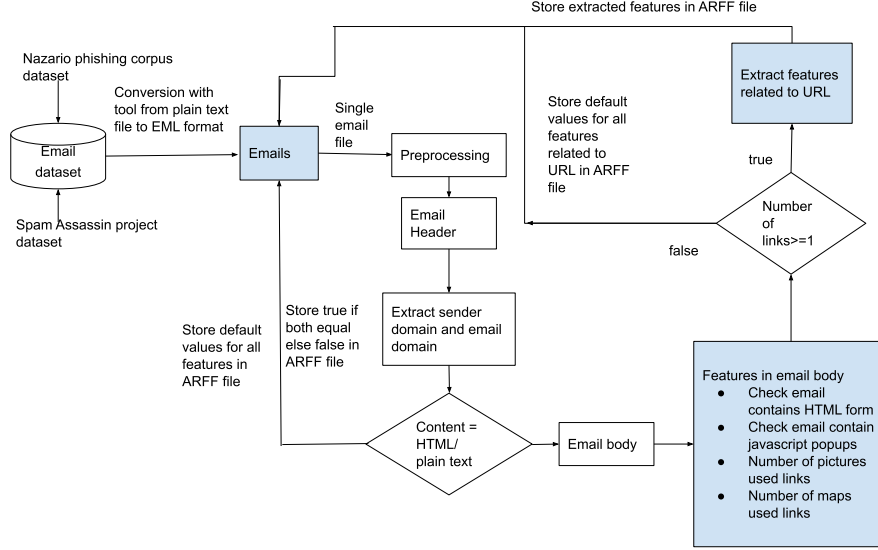 Store extracted features in ARFF file
Nazario phishing corpus
dataset
Conversion with
tool from plain text
file to EML format
Email
dataset
Spam Assassin project
dataset
Emails
Single
email
file
Preprocessing
Email
Header
Extract sender
domain and email
domain
Store default
values for all
features in
ARFF file
Store true if
both equal
else false in
ARFF file
Content =
HTML/
plain text
Email body
Features in email body
● Check email
contains HTML form
● Check email contain
javascript popups
● Number of pictures
used links
● Number of maps
used links
Number
of
links>=1
true
false
Extract features
related to URL
Store default
values for all
features
related to
URL in ARFF
file